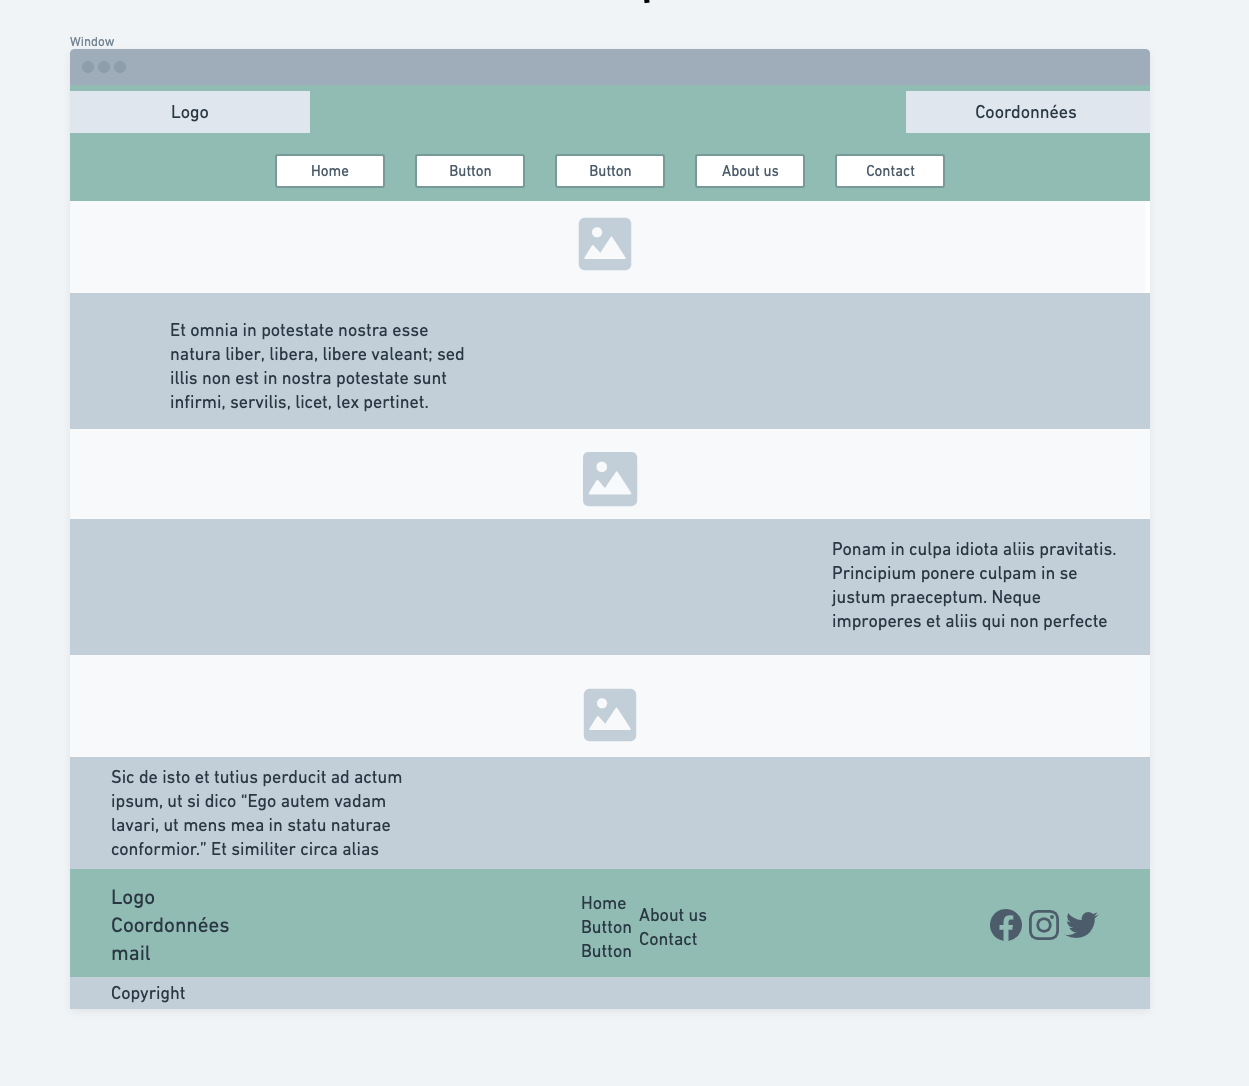 Window
Logo
Coordonnées
Home
Button
Button
About us
Contact
Et omnia in potestate nostra esse
natura liber, libera, libere valeant; sed
illis non est in nostra potestate sunt
infirmi, servilis, licet, lex pertinet.
Ponam in culpa idiota aliis pravitatis.
Principium ponere culpam in se
justum praeceptum. Neque
improperes et aliis qui non perfecte
Sic de isto et tutius perducit ad actum
ipsum, ut si dico “Ego autem vadam
lavari, ut mens mea in statu naturae
conformior.” Et similiter circa alias
Logo
Coordonnées
mail
Home
Button
Button
About us
Contact
Copyright